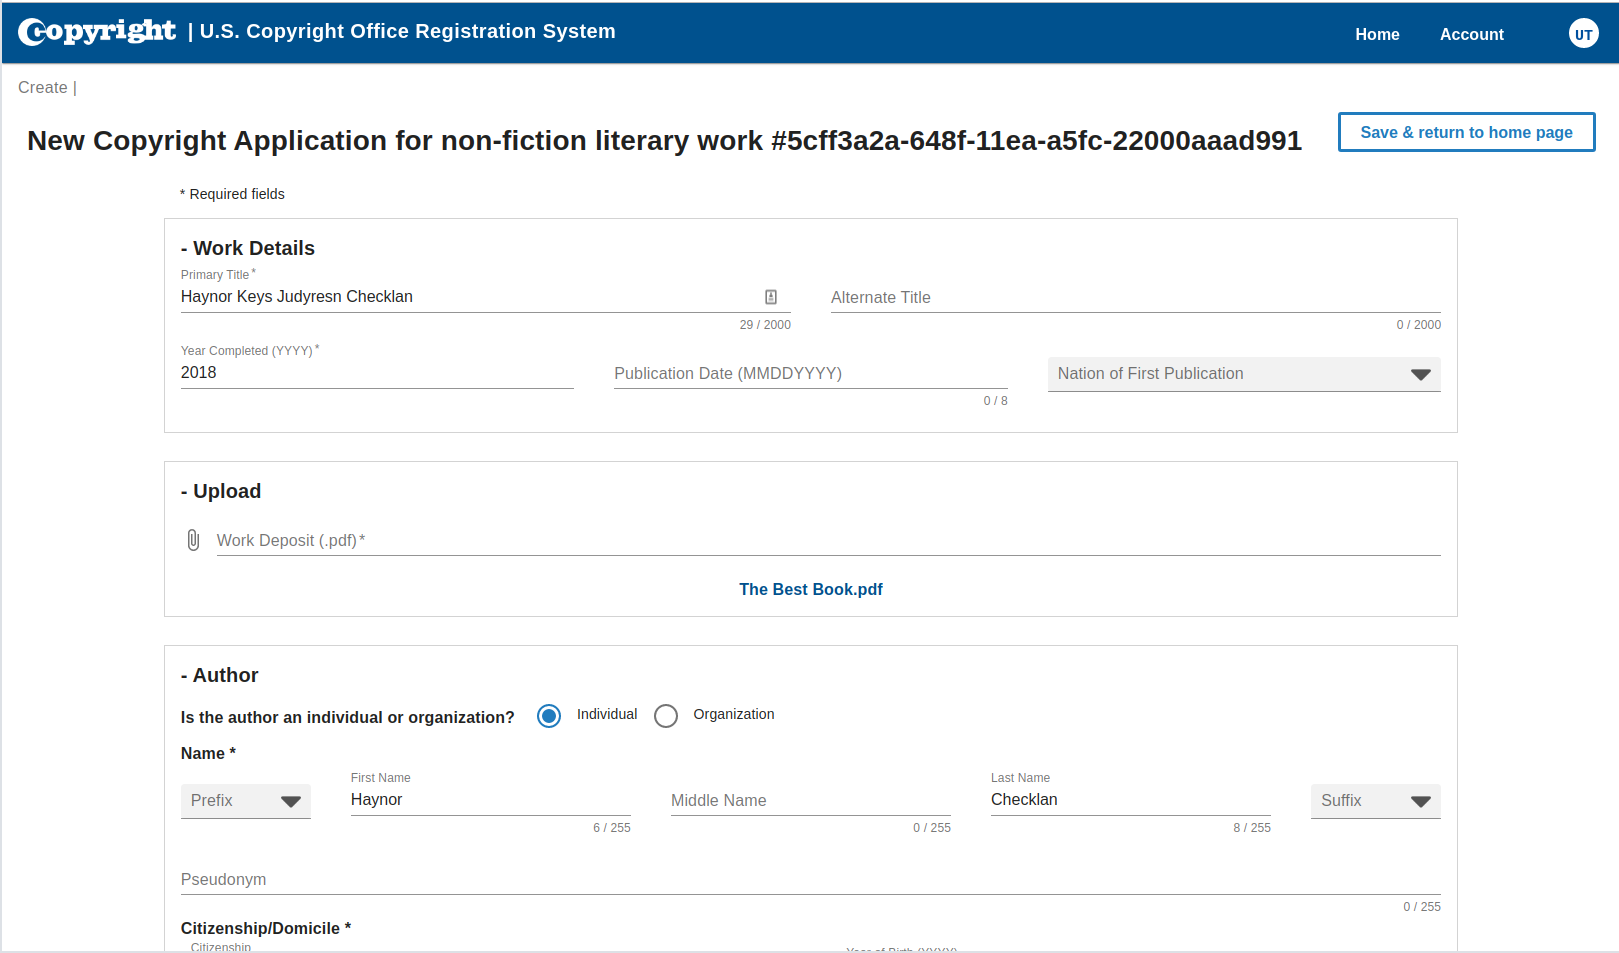 Copyright | U.S. Copyright Office Registration System
Home
Account
UT
Create |
New Copyright Application for non-fiction literary work #5cff3a2a-648f-11ea-a5fc-22000aaad991
Save & return to home page
* Required fields
- Work Details
Primary Title *
Haynor Keys Judyresn Checklan
29 / 2000
Alternate Title
0 / 2000
Year Completed (YYYY) *
2018
Publication Date (MMDDYYYY)
0 / 8
Nation of First Publication
- Upload
Work Deposit (.pdf) *
The Best Book.pdf
- Author
Is the author an individual or organization?
Individual
Organization
Name *
Prefix
First Name
Haynor
6 / 255
Middle Name
0 / 255
Last Name
Checklan
8 / 255
Suffix
Pseudonym
0 / 255
Citizenship/Domicile *
Citizenship
Year of Birth (YYYY)